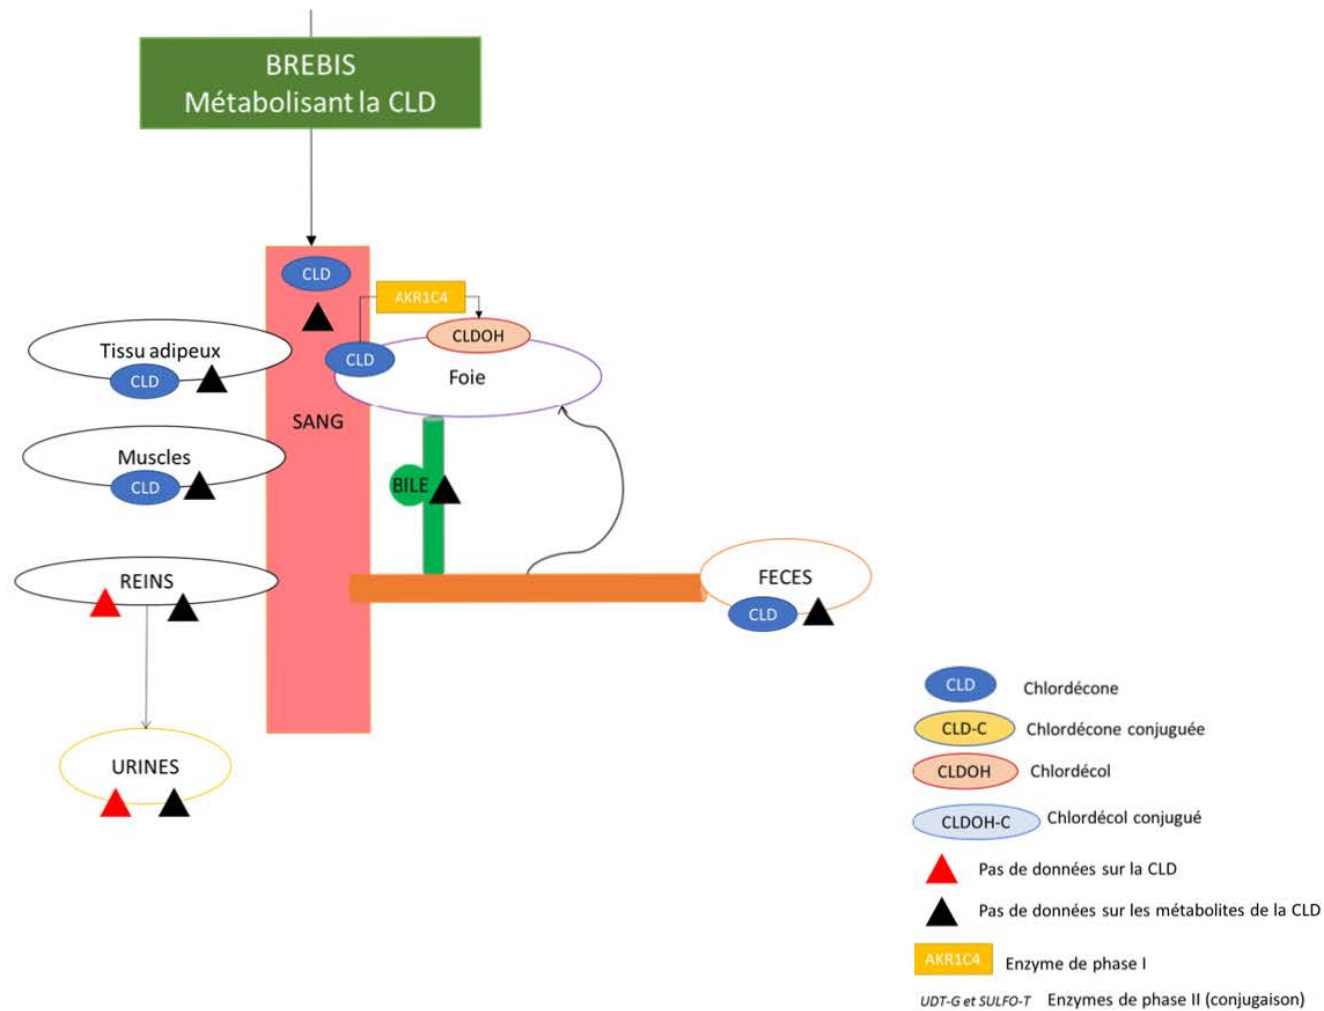 BREBIS
Métabolisant la CLD
CLD
AKR1C4
CLDOH
CLD
Foie
Tissu adipeux
CLD
SANG
Muscles
CLD
BILE
REINS
FECES
CLD
URINES
CLD Chlordécone
CLD-C Chlordécone conjuguée
CLDOH Chlordécol
CLDOH-C Chlordécol conjugué
Pas de données sur la CLD
Pas de données sur les métabolites de la CLD
AKR1C4 Enzyme de phase I
UDT-G et SULFO-T Enzymes de phase II (conjugaison)